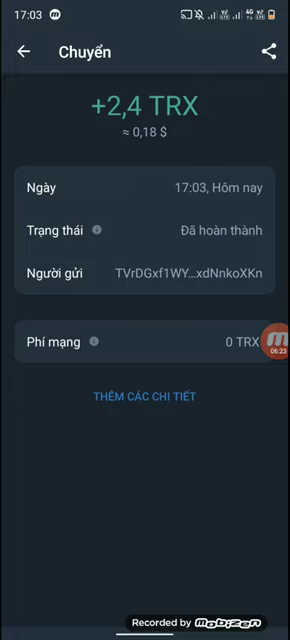 17:03
Chuyển
+2,4 TRX
≈ 0,18 $
Ngày 17:03, Hôm nay
Trạng thái Đã hoàn thành
Người gửi TVrDGxf1WY...xdNnkoXKn
Phí mạng 0 TRX
06:23
THÊM CÁC CHI TIẾT
Recorded by mobizen